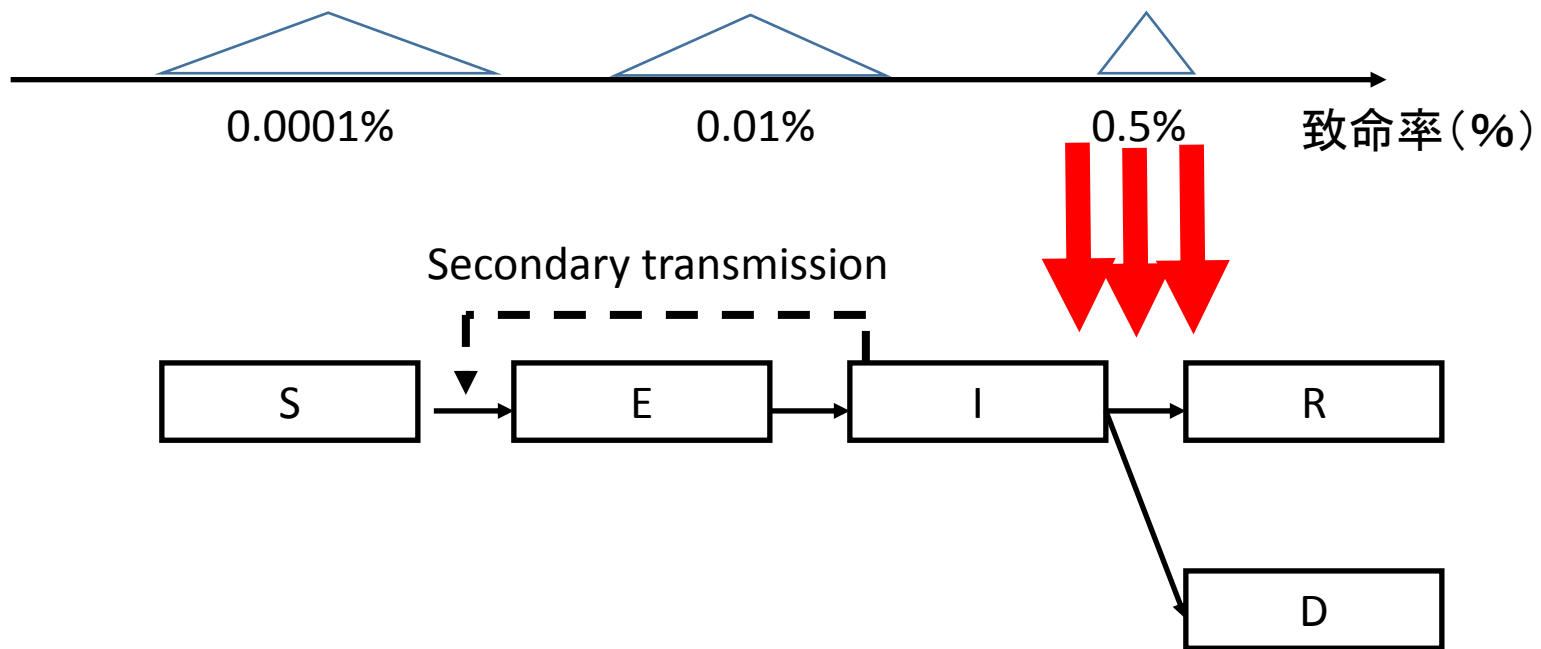 0.0001% 0.01% 0.5% 致命率(%)
Secondary transmission
S E I R
D